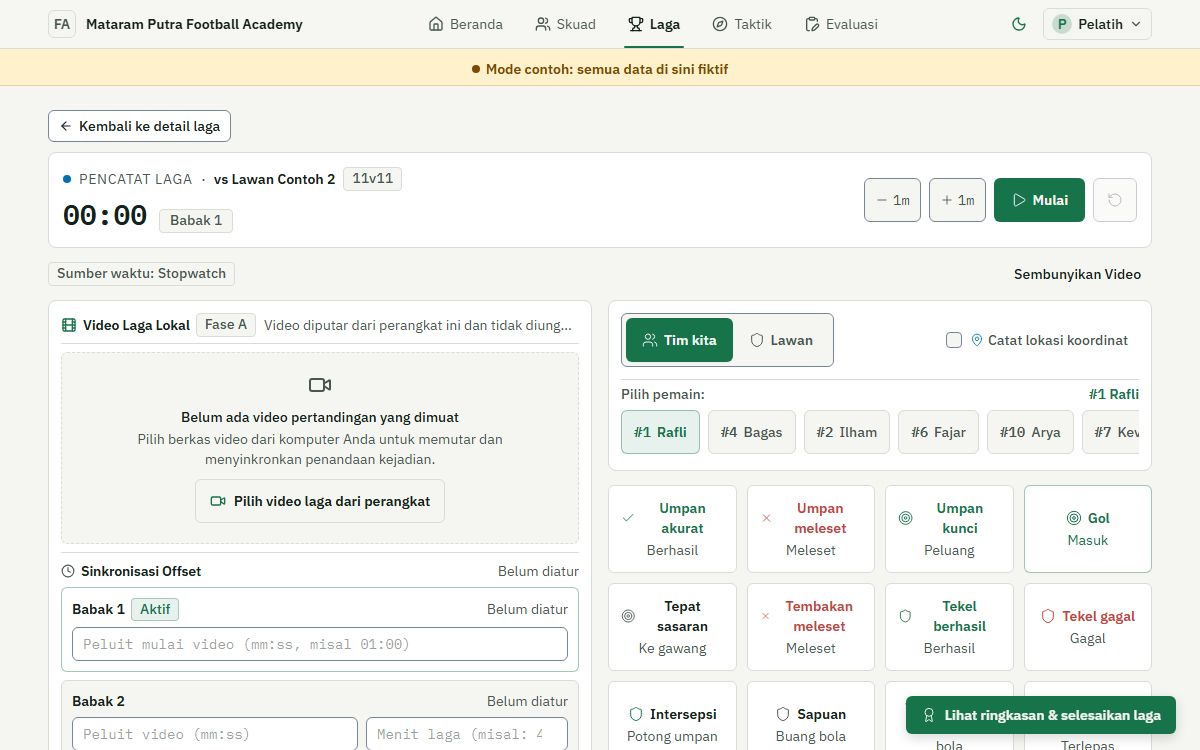 FA Mataram Putra Football Academy Beranda Skuad Laga Taktik Evaluasi P Pelatih
Mode contoh: semua data di sini fiktif
Kembali ke detail laga
PENCATAT LAGA · vs Lawan Contoh 2 11v11
00:00 Babak 1
− 1m + 1m Mulai
Sumber waktu: Stopwatch
Sembunyikan Video
Video Laga Lokal Fase A Video diputar dari perangkat ini dan tidak diung...
Belum ada video pertandingan yang dimuat
Pilih berkas video dari komputer Anda untuk memutar dan
menyinkronkan penandaan kejadian.
Pilih video laga dari perangkat
Sinkronisasi Offset Belum diatur
Babak 1 Aktif Belum diatur
Peluit mulai video (mm:ss, misal 01:00)
Babak 2 Belum diatur
Peluit video (mm:ss) Menit laga (misal: 4
Tim kita Lawan Catat lokasi koordinat
Pilih pemain: #1 Rafli
#1 Rafli #4 Bagas #2 Ilham #6 Fajar #10 Arya #7 Kev
Umpan akurat
Berhasil
Umpan meleset
Meleset
Umpan kunci
Peluang
Gol
Masuk
Tepat sasaran
Ke gawang
Tembakan meleset
Meleset
Tekel berhasil
Berhasil
Tekel gagal
Gagal
Intersepsi
Potong umpan
Sapuan
Buang bola
bola
Terlepas
Lihat ringkasan & selesaikan laga